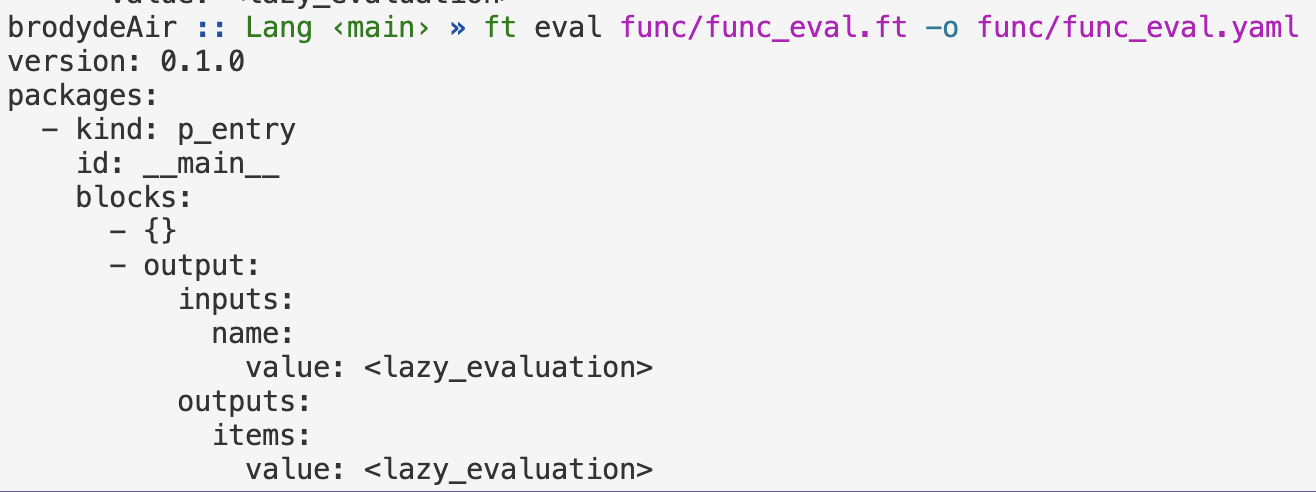 value: <lazy_evaluation>
brodydeAir :: Lang ‹main› » ft eval func/func_eval.ft -o func/func_eval.yaml
version: 0.1.0
packages:
  - kind: p_entry
    id: __main__
    blocks:
      - {}
      - output:
          inputs:
            name:
              value: <lazy_evaluation>
          outputs:
            items:
              value: <lazy_evaluation>